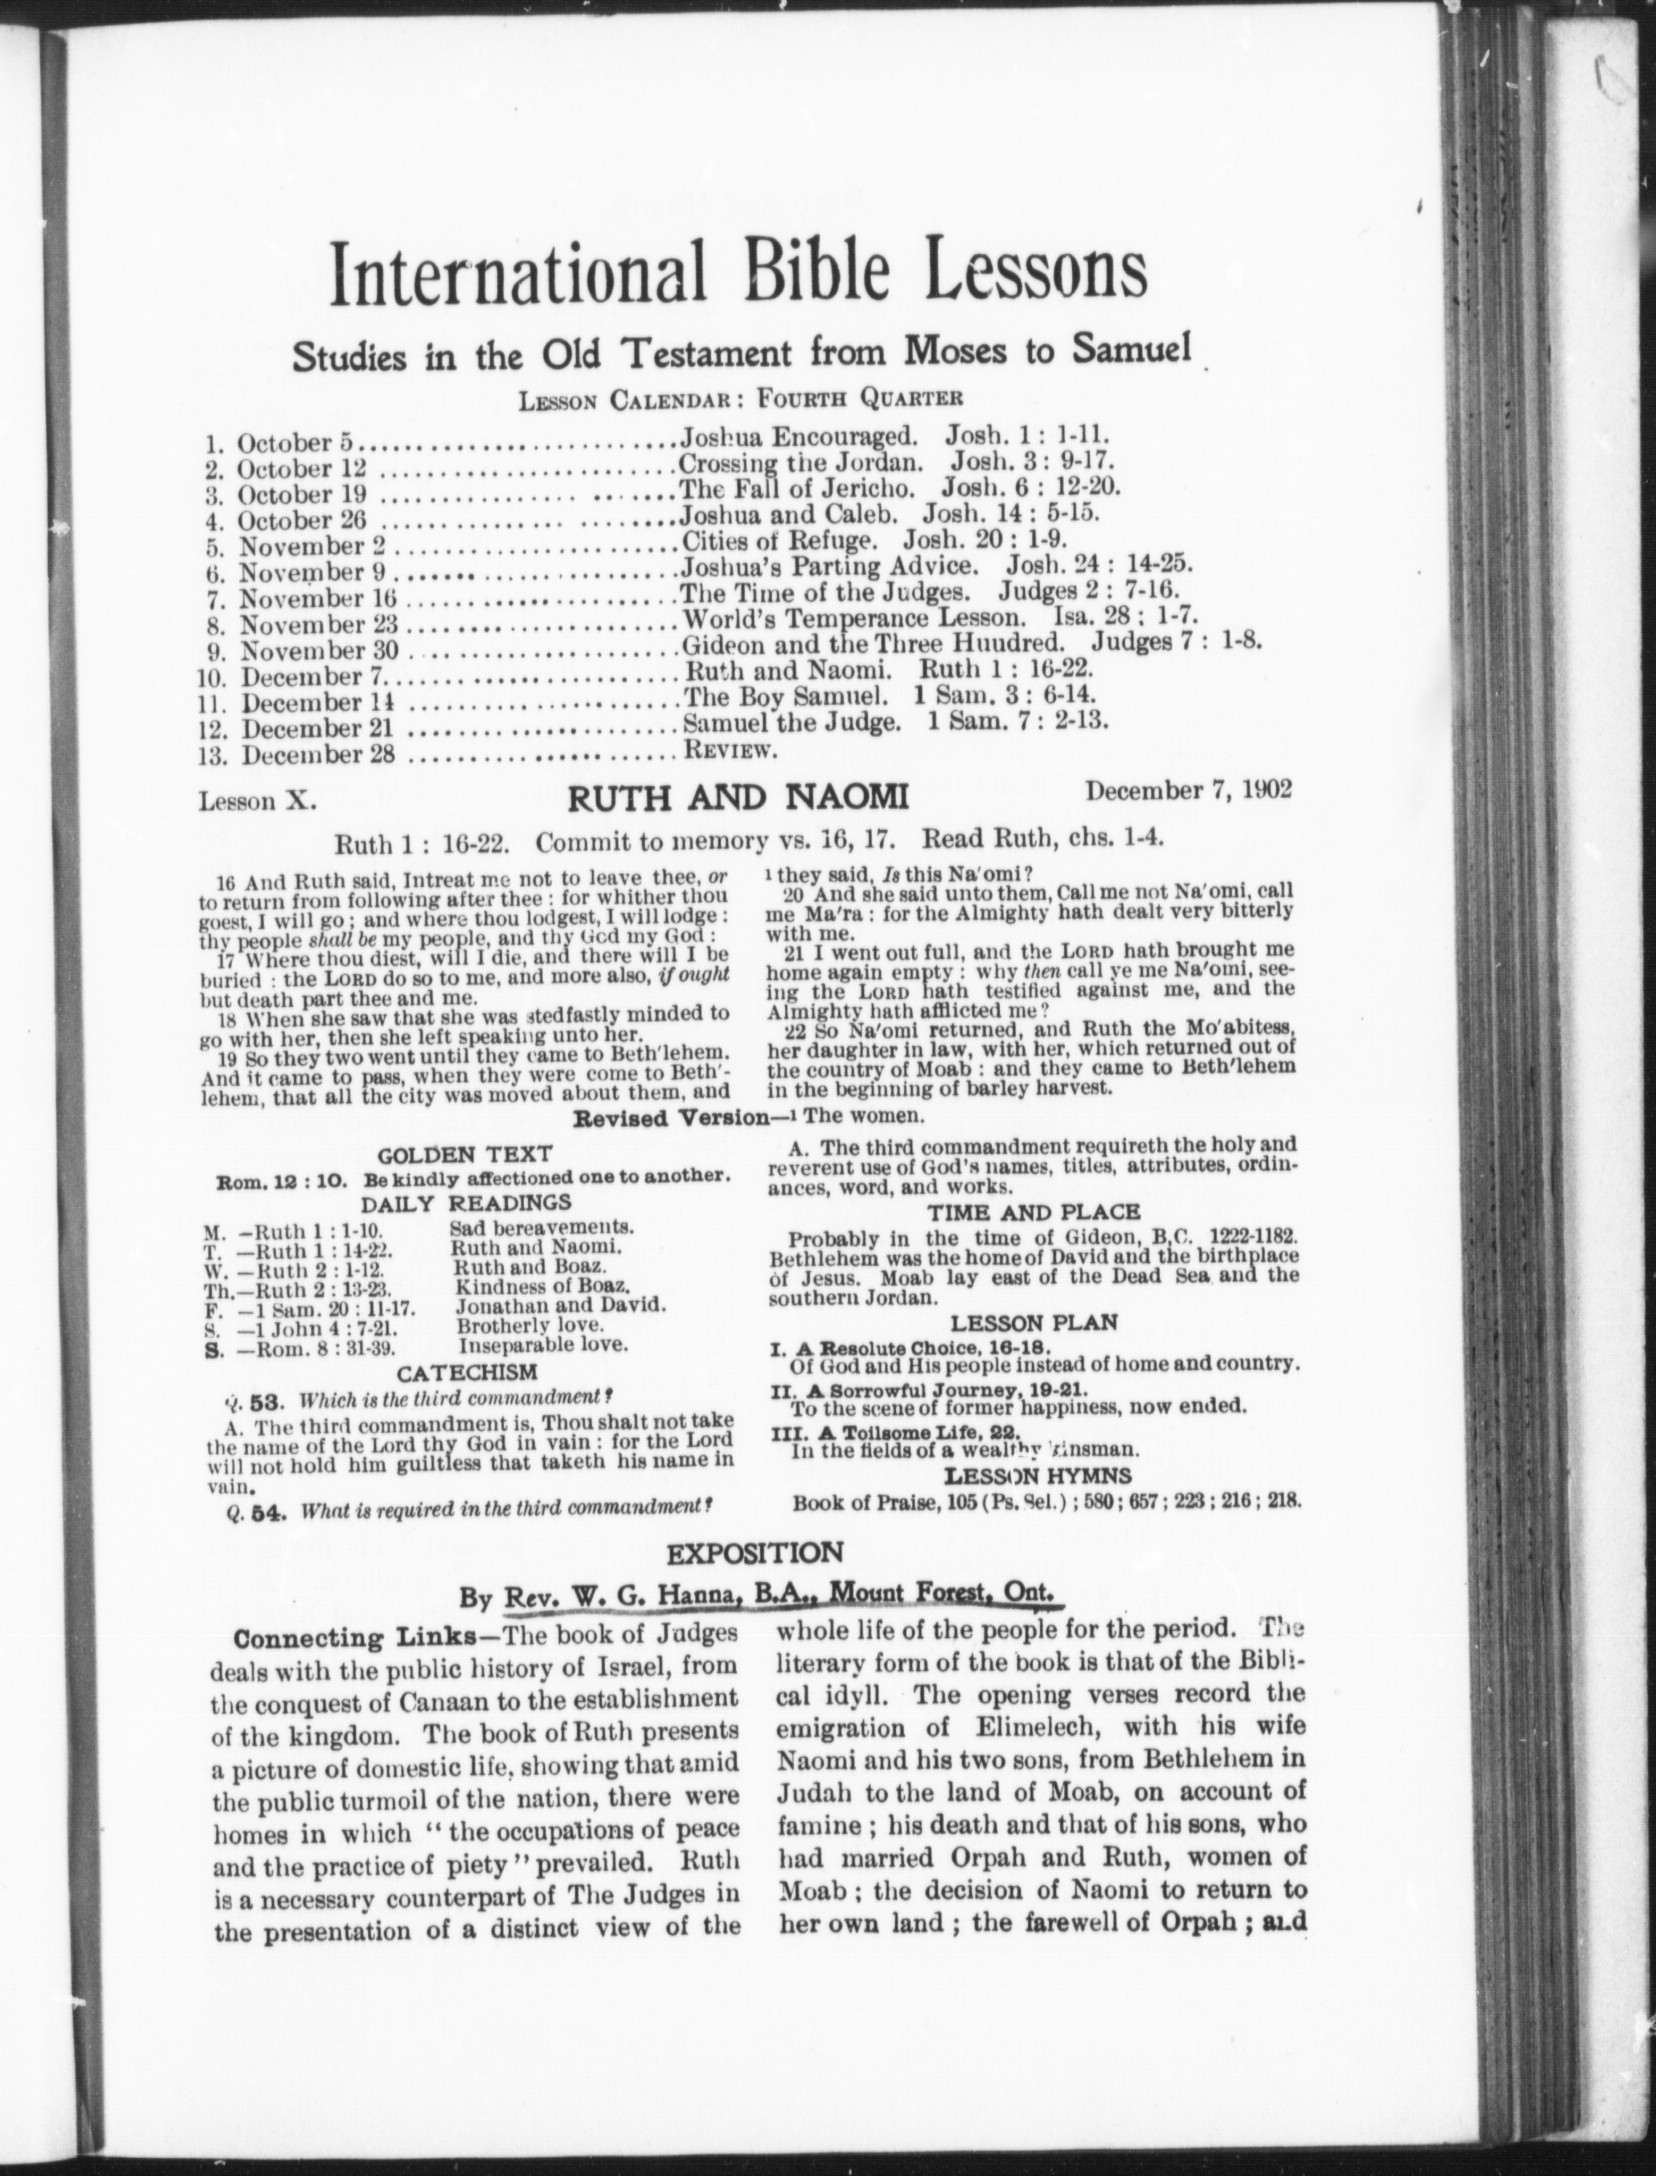 International Bible Lessons
Studies in the Old Testament from Moses to Samuel
LESSON CALENDAR: FOURTH QUARTER
1. October 5..........................Joshua Encouraged. Josh. 1 : 1-11.
2. October 12 ........................Crossing the Jordan. Josh. 3 : 9-17.
3. October 19 ........................The Fall of Jericho. Josh. 6 : 12-20.
4. October 26 ........................Joshua and Caleb. Josh. 14 : 5-15.
5. November 2........................Cities of Refuge. Josh. 20 : 1-9.
6. November 9........................Joshua's Parting Advice. Josh. 24 : 14-25.
7. November 16.......................The Time of the Judges. Judges 2 : 7-16.
8. November 23.......................World's Temperance Lesson. Isa. 28 : 1-7.
9. November 30.......................Gideon and the Three Huudred. Judges 7 : 1-8.
10. December 7........................Ruth and Naomi. Ruth 1 : 16-22.
11. December 14 ......................The Boy Samuel. 1 Sam. 3 : 6-14.
12. December 21 ......................Samuel the Judge. 1 Sam. 7 : 2-13.
13. December 28 ......................REVIEW.
Lesson X. RUTH AND NAOMI December 7, 1902
Ruth 1 : 16-22. Commit to memory vs. 16, 17. Read Ruth, chs. 1-4.
16 And Ruth said, Intreat me not to leave thee, or
to return from following after thee : for whither thou
goest, I will go ; and where thou lodgest, I will lodge :
thy people shall be my people, and thy God my God :
17 Where thou diest, will I die, and there will I be
buried : the LORD do so to me, and more also, if ought
but death part thee and me.
18 When she saw that she was stedfastly minded to
go with her, then she left speaking unto her.
19 So they two went until they came to Beth'lehem.
And it came to pass, when they were come to Beth'-
lehem, that all the city was moved about them, and
1 they said, Is this Na'omi?
20 And she said unto them, Call me not Na'omi, call
me Ma'ra : for the Almighty hath dealt very bitterly
with me.
21 I went out full, and the LORD hath brought me
home again empty : why then call ye me Na'omi, see-
ing the LORD hath testified against me, and the
Almighty hath afflicted me?
22 So Na'omi returned, and Ruth the Mo'abitess,
her daughter in law, with her, which returned out of
the country of Moab : and they came to Beth'lehem
in the beginning of barley harvest.
Revised Version—1 The women.
GOLDEN TEXT
Rom. 12 : 10. Be kindly affectioned one to another.
DAILY READINGS
M. —Ruth 1 : 1-10. Sad bereavements.
T. —Ruth 1 : 14-22. Ruth and Naomi.
W. —Ruth 2 : 1-12. Ruth and Boaz.
Th.—Ruth 2 : 13-23. Kindness of Boaz.
F. —1 Sam. 20 : 11-17. Jonathan and David.
S. —1 John 4 : 7-21. Brotherly love.
S. —Rom. 8 : 31-39. Inseparable love.
CATECHISM
Q. 53. Which is the third commandment?
A. The third commandment is, Thou shalt not take
the name of the Lord thy God in vain : for the Lord
will not hold him guiltless that taketh his name in
vain.
Q. 54. What is required in the third commandment?
A. The third commandment requireth the holy and
reverent use of God's names, titles, attributes, ordin-
ances, word, and works.
TIME AND PLACE
Probably in the time of Gideon, B.C. 1222-1182.
Bethlehem was the home of David and the birthplace
of Jesus. Moab lay east of the Dead Sea and the
southern Jordan.
LESSON PLAN
I. A Resolute Choice, 16-18.
Of God and His people instead of home and country.
II. A Sorrowful Journey, 19-21.
To the scene of former happiness, now ended.
III. A Toilsome Life, 22.
In the fields of a wealthy kinsman.
LESSON HYMNS
Book of Praise, 105 (Ps. Sel.) ; 580 ; 657 ; 223 ; 216 ; 218.
EXPOSITION
By Rev. W. G. Hanna, B.A., Mount Forest, Ont.
Connecting Links—The book of Judges
deals with the public history of Israel, from
the conquest of Canaan to the establishment
of the kingdom. The book of Ruth presents
a picture of domestic life, showing that amid
the public turmoil of the nation, there were
homes in which "the occupations of peace
and the practice of piety" prevailed. Ruth
is a necessary counterpart of The Judges in
the presentation of a distinct view of the
whole life of the people for the period. The
literary form of the book is that of the Bibli-
cal idyll. The opening verses record the
emigration of Elimelech, with his wife
Naomi and his two sons, from Bethlehem in
Judah to the land of Moab, on account of
famine ; his death and that of his sons, who
had married Orpah and Ruth, women of
Moab ; the decision of Naomi to return to
her own land ; the farewell of Orpah ; and